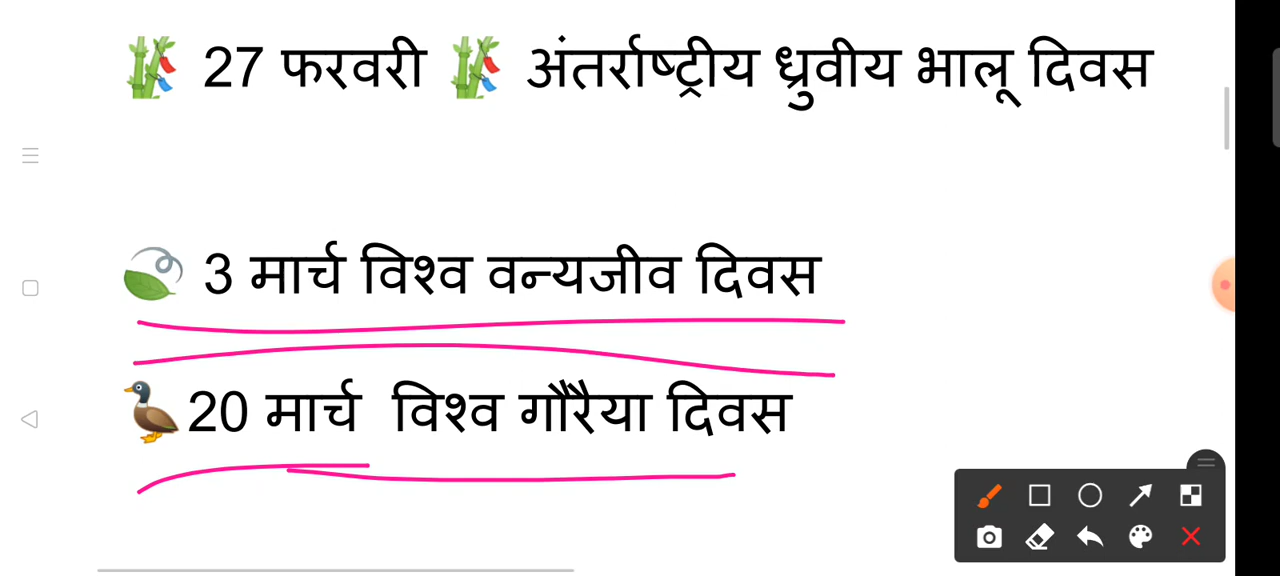 🎋 27 फरवरी 🎋 अंतर्राष्ट्रीय ध्रुवीय भालू दिवस
🍃 3 मार्च विश्व वन्यजीव दिवस
🦆20 मार्च विश्व गौरैया दिवस